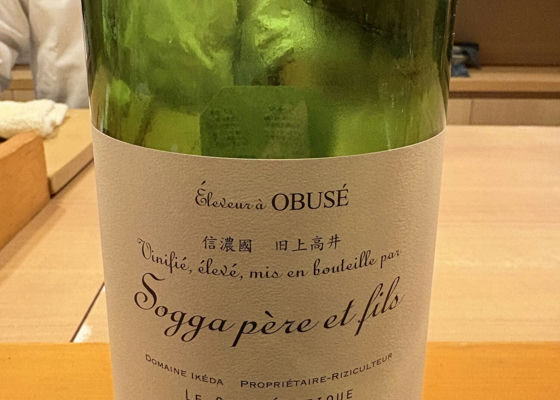 Éleveur à OBUSÉ
信濃國 旧上高井
Vinifié, élevé, mis en bouteille par
Sogga père et fils
DOMAINE IKÉDA PROPRIÉTAIRE-RIZICULTEUR
LE